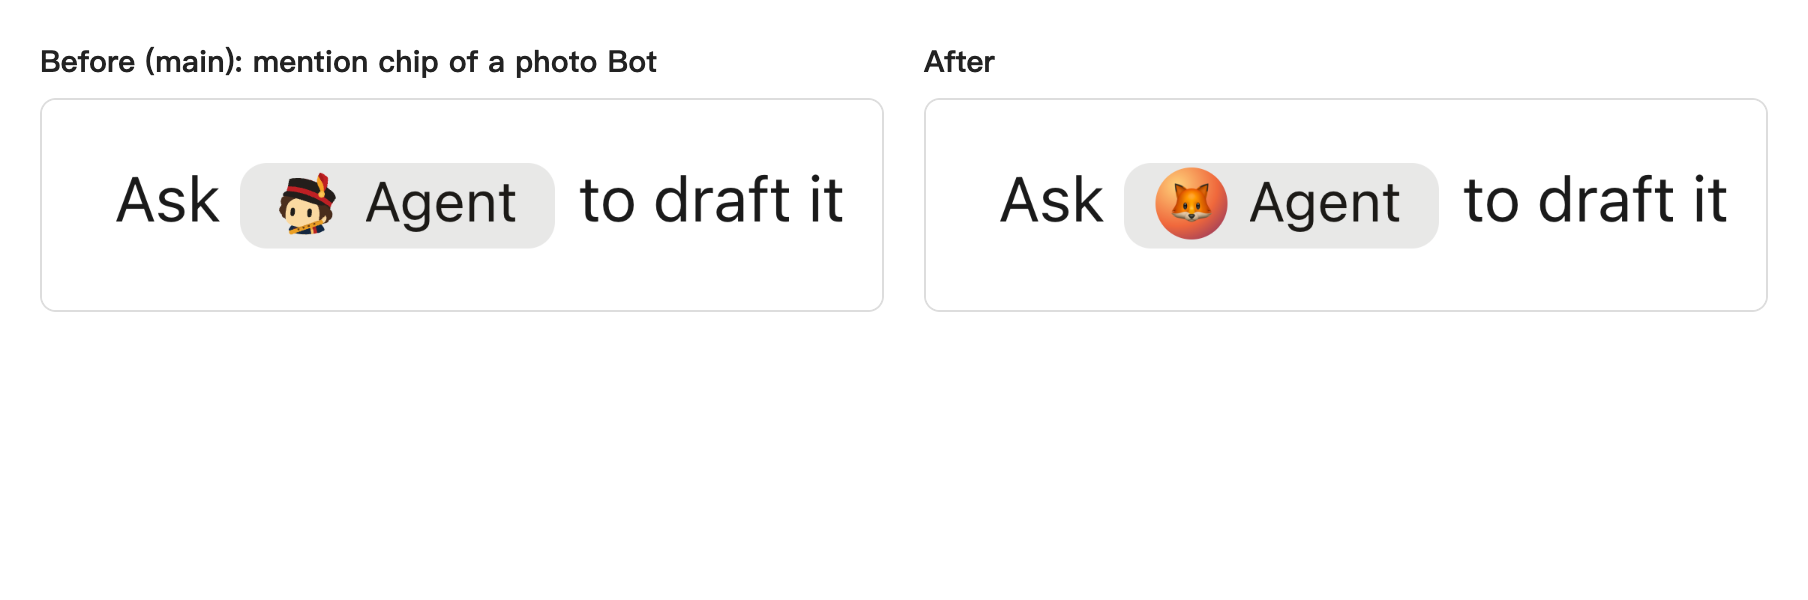 Before (main): mention chip of a photo Bot
Ask Agent to draft it
After
Ask Agent to draft it